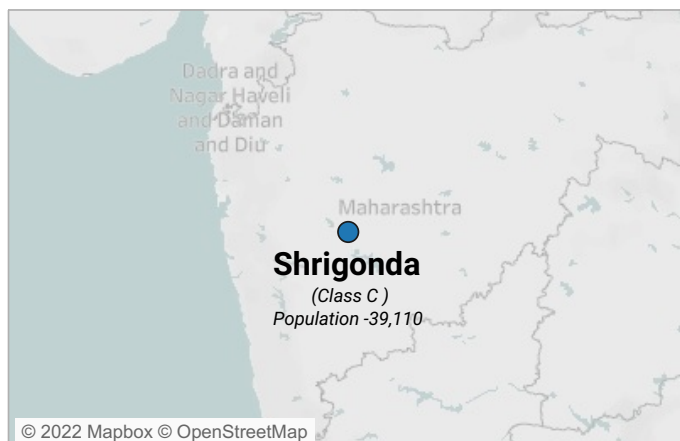 Dadra and
Nagar Haveli
and Daman
and Diu
Maharashtra
Shrigonda
(Class C )
Population -39,110
© 2022 Mapbox © OpenStreetMap